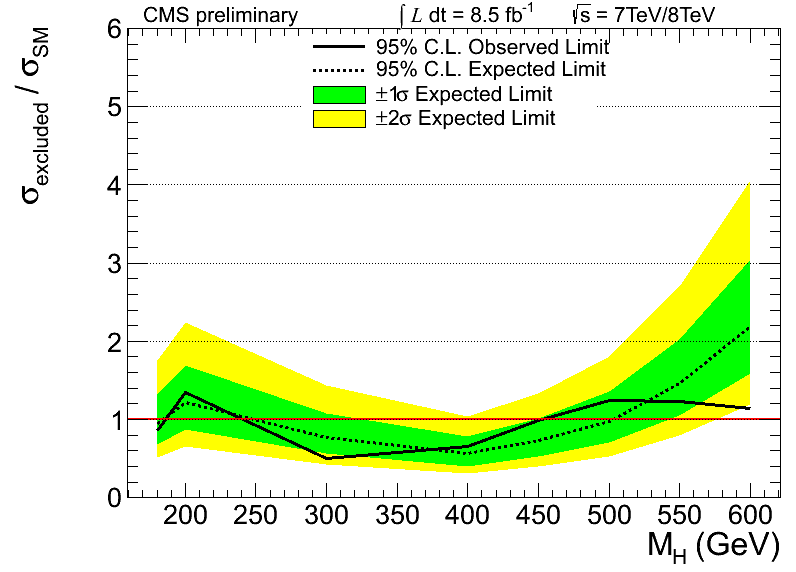 CMS preliminary ∫ L dt = 8.5 fb⁻¹ √s = 7TeV/8TeV
95% C.L. Observed Limit
95% C.L. Expected Limit
±1σ Expected Limit
±2σ Expected Limit
σexcluded / σSM
6
5
4
3
2
1
0
200 250 300 350 400 450 500 550 600
MH (GeV)